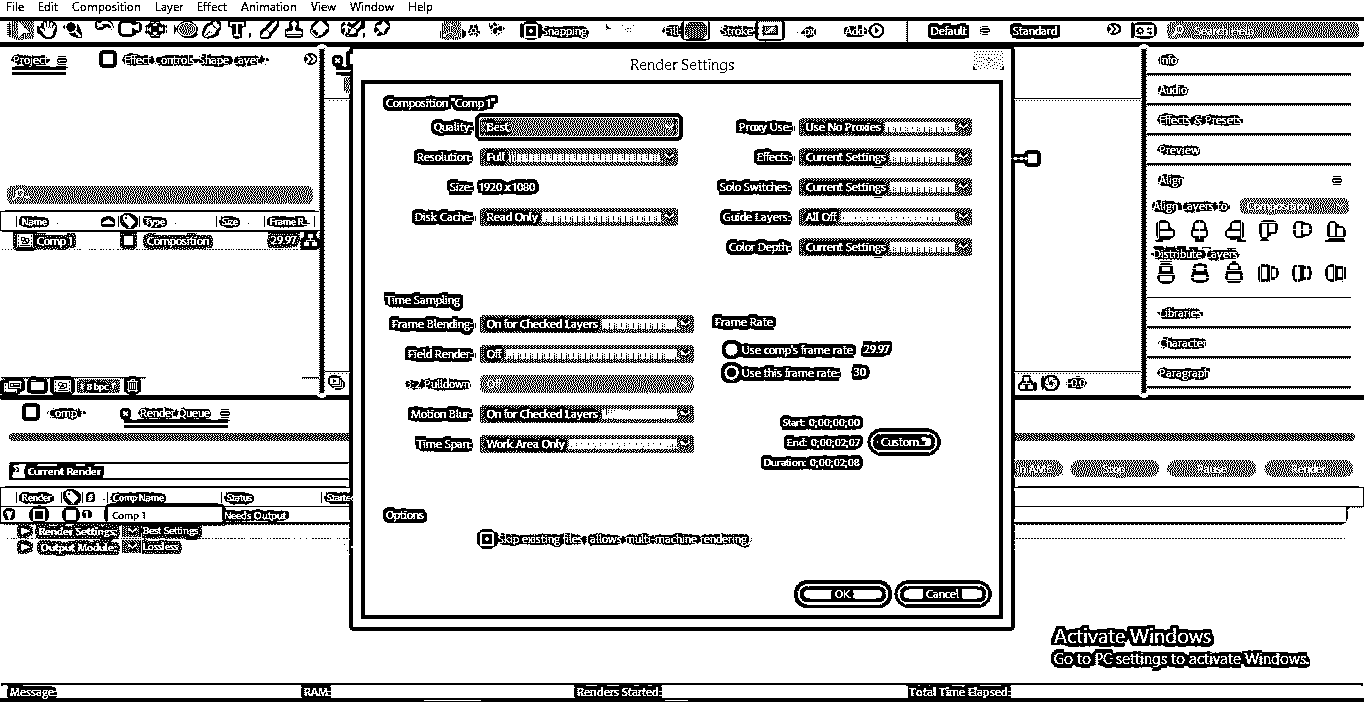 File Edit Composition Layer Effect Animation View Window Help
Snapping Fill Stroke px Add: Default Standard Search Help
Project Effect Controls Shape Layer
Render Settings
Info
Audio
Effects & Presets
Preview
Align
Align Layers to: Composition
Distribute Layers
Libraries
Character
Paragraph
Name Type Size Frame R...
Comp 1 Composition 29.97
8 bpc
Composition "Comp 1"
Quality: Best
Resolution: Full
Size: 1920 x 1080
Disk Cache: Read Only
Proxy Use: Use No Proxies
Effects: Current Settings
Solo Switches: Current Settings
Guide Layers: All Off
Color Depth: Current Settings
Time Sampling
Frame Blending: On for Checked Layers
Field Render: Off
3:2 Pulldown: Off
Motion Blur: On for Checked Layers
Time Span: Work Area Only
Frame Rate
Use comp's frame rate 29.97
Use this frame rate: 30
Start: 0;00;00;00
End: 0;00;02;07
Duration: 0;00;02;08
Custom...
Options
Skip existing files (allows multi-machine rendering)
OK Cancel
Comp 1 Render Queue
Current Render
Stop Pause Render
Render # Comp Name Status Started
1 Comp 1 Needs Output
Render Settings: Best Settings
Output Module: Lossless
Activate Windows
Go to PC settings to activate Windows.
Message: RAM: Renders Started: Total Time Elapsed: